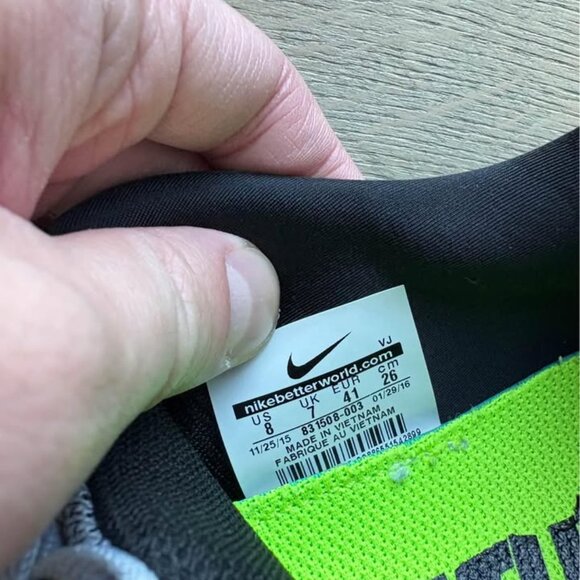 VJ
nikebetterworld.com
US UK EUR cm
8 7 41 26
11/25/15 831508-003 01/29/16
MADE IN VIETNAM
FABRIQUE AU VIETNAM